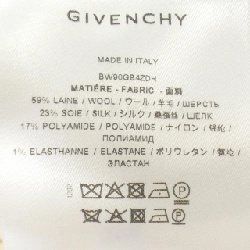 GIVENCHY
MADE IN ITALY
BW90GB4ZDH
MATIÈRE - FABRIC - 面料
59% LAINE / WOOL / ウール / 羊毛 / ШЕРСТЬ
23% SOIE / SILK / シルク / 桑蚕丝 / ШЕЛК
17% POLYAMIDE / POLYAMIDE / ナイロン / 锦纶 /
ПОЛИАМИД
1% ELASTHANNE / ELASTANE / ポリウレタン / 氨纶 /
ЭЛАСТАН